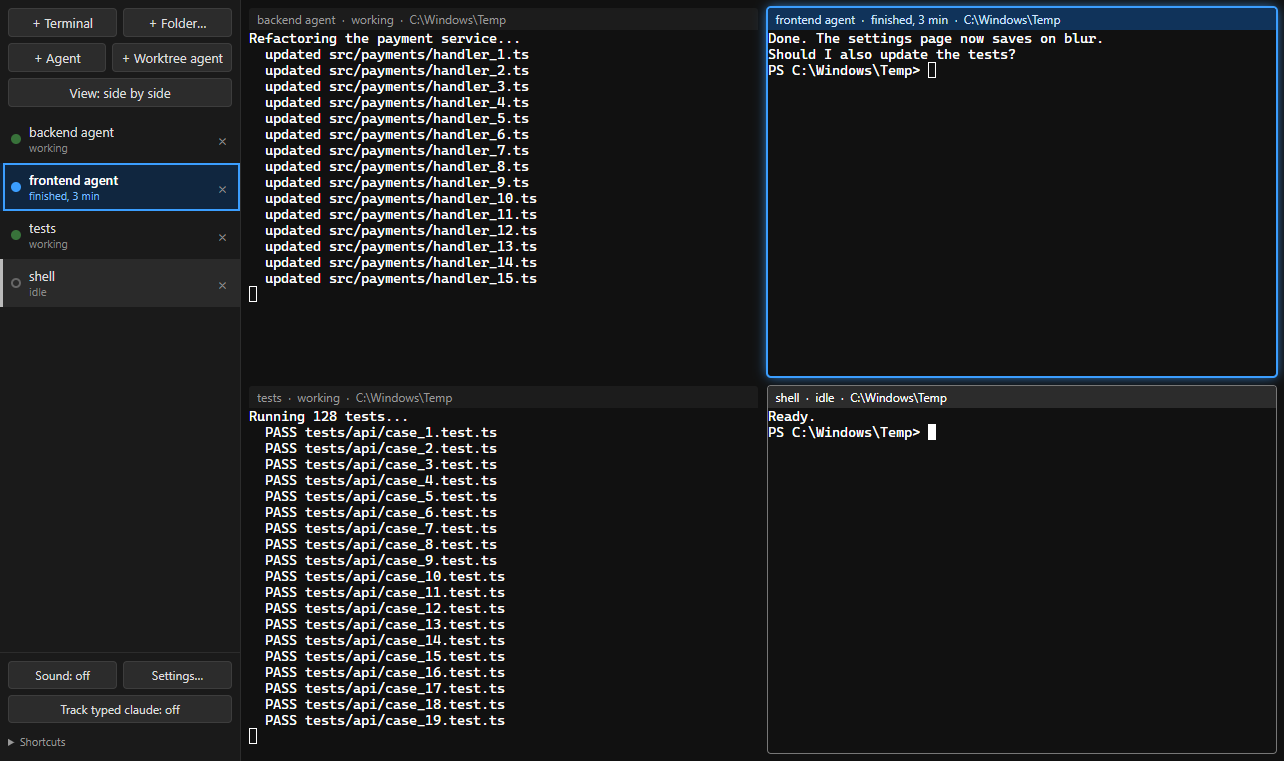 + Terminal
+ Folder...
+ Agent
+ Worktree agent
View: side by side
backend agent
working
×
frontend agent
finished, 3 min
×
tests
working
×
shell
idle
×
Sound: off
Settings...
Track typed claude: off
▶ Shortcuts
backend agent · working · C:\Windows\Temp
Refactoring the payment service...
updated src/payments/handler_1.ts
updated src/payments/handler_2.ts
updated src/payments/handler_3.ts
updated src/payments/handler_4.ts
updated src/payments/handler_5.ts
updated src/payments/handler_6.ts
updated src/payments/handler_7.ts
updated src/payments/handler_8.ts
updated src/payments/handler_9.ts
updated src/payments/handler_10.ts
updated src/payments/handler_11.ts
updated src/payments/handler_12.ts
updated src/payments/handler_13.ts
updated src/payments/handler_14.ts
updated src/payments/handler_15.ts
frontend agent · finished, 3 min · C:\Windows\Temp
Done. The settings page now saves on blur.
Should I also update the tests?
PS C:\Windows\Temp>
tests · working · C:\Windows\Temp
Running 128 tests...
PASS tests/api/case_1.test.ts
PASS tests/api/case_2.test.ts
PASS tests/api/case_3.test.ts
PASS tests/api/case_4.test.ts
PASS tests/api/case_5.test.ts
PASS tests/api/case_6.test.ts
PASS tests/api/case_7.test.ts
PASS tests/api/case_8.test.ts
PASS tests/api/case_9.test.ts
PASS tests/api/case_10.test.ts
PASS tests/api/case_11.test.ts
PASS tests/api/case_12.test.ts
PASS tests/api/case_13.test.ts
PASS tests/api/case_14.test.ts
PASS tests/api/case_15.test.ts
PASS tests/api/case_16.test.ts
PASS tests/api/case_17.test.ts
PASS tests/api/case_18.test.ts
PASS tests/api/case_19.test.ts
shell · idle · C:\Windows\Temp
Ready.
PS C:\Windows\Temp>